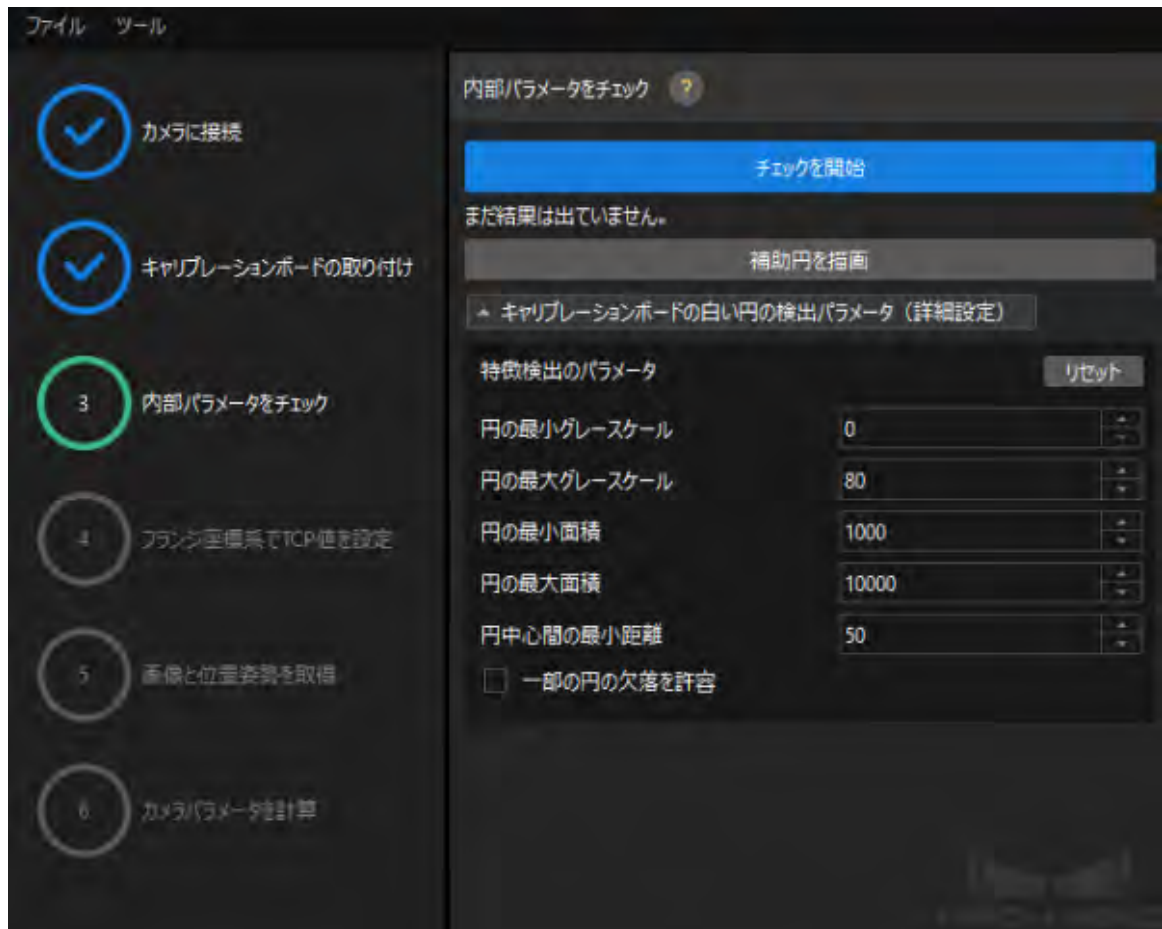 ファイル ツール
カメラに接続
キャリブレーションボードの取り付け
3 内部パラメータをチェック
4 フランジ座標系でTCP値を設定
5 画像と位置姿勢を取得
6 カメラパラメータを計算
内部パラメータをチェック ?
チェックを開始
まだ結果は出ていません。
補助円を描画
キャリブレーションボードの白い円の検出パラメータ（詳細設定）
特徴検出のパラメータ リセット
円の最小グレースケール 0
円の最大グレースケール 80
円の最小面積 1000
円の最大面積 10000
円中心間の最小距離 50
一部の円の欠落を許容